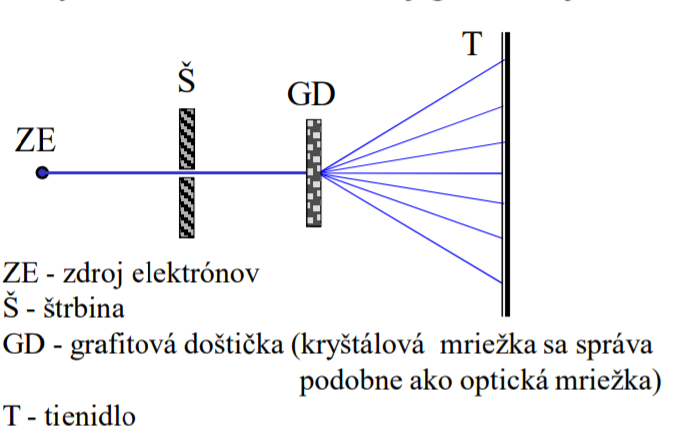 T
Š
GD
ZE
ZE - zdroj elektrónov
Š - štrbina
GD - grafitová doštička (kryštálová mriežka sa správa
podobne ako optická mriežka)
T - tienidlo